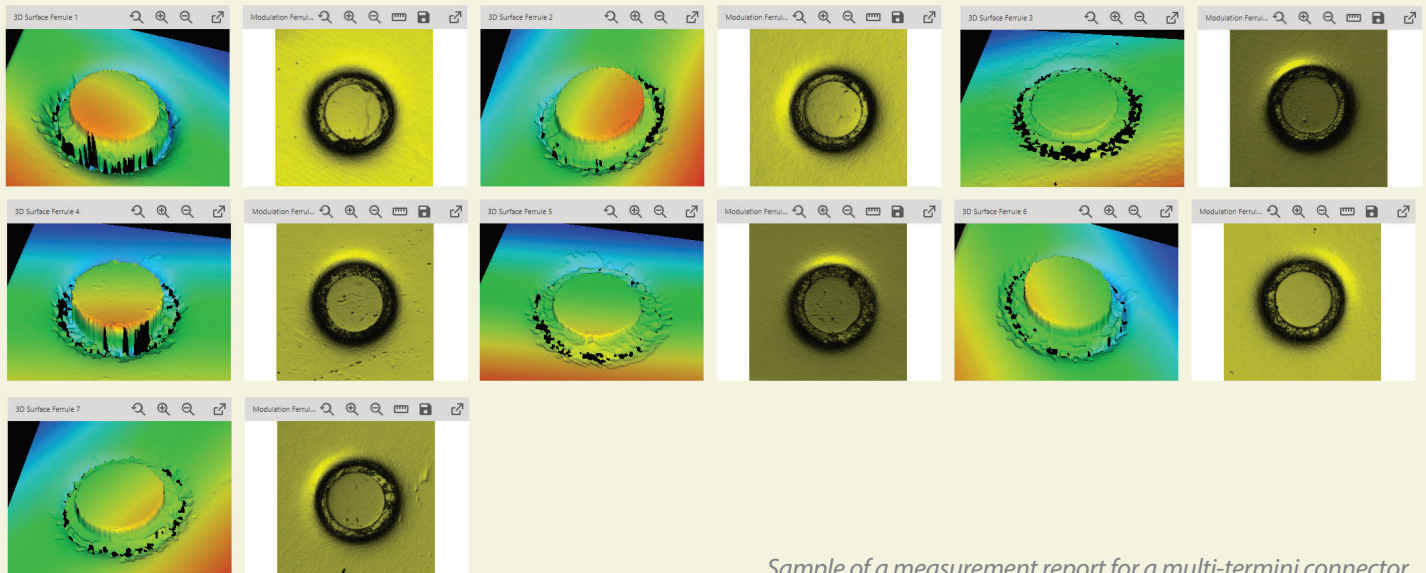 3D Surface Ferrule 1
Modulation Ferrul...
3D Surface Ferrule 2
Modulation Ferrul...
3D Surface Ferrule 3
Modulation Ferrul...
3D Surface Ferrule 4
Modulation Ferrul...
3D Surface Ferrule 5
Modulation Ferrul...
3D Surface Ferrule 6
Modulation Ferrul...
3D Surface Ferrule 7
Modulation Ferrul...
Sample of a measurement report for a multi-termini connector